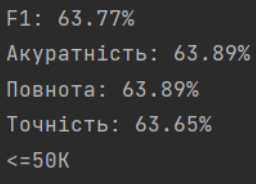 F1: 63.77%
Акуратність: 63.89%
Повнота: 63.89%
Точність: 63.65%
<=50K